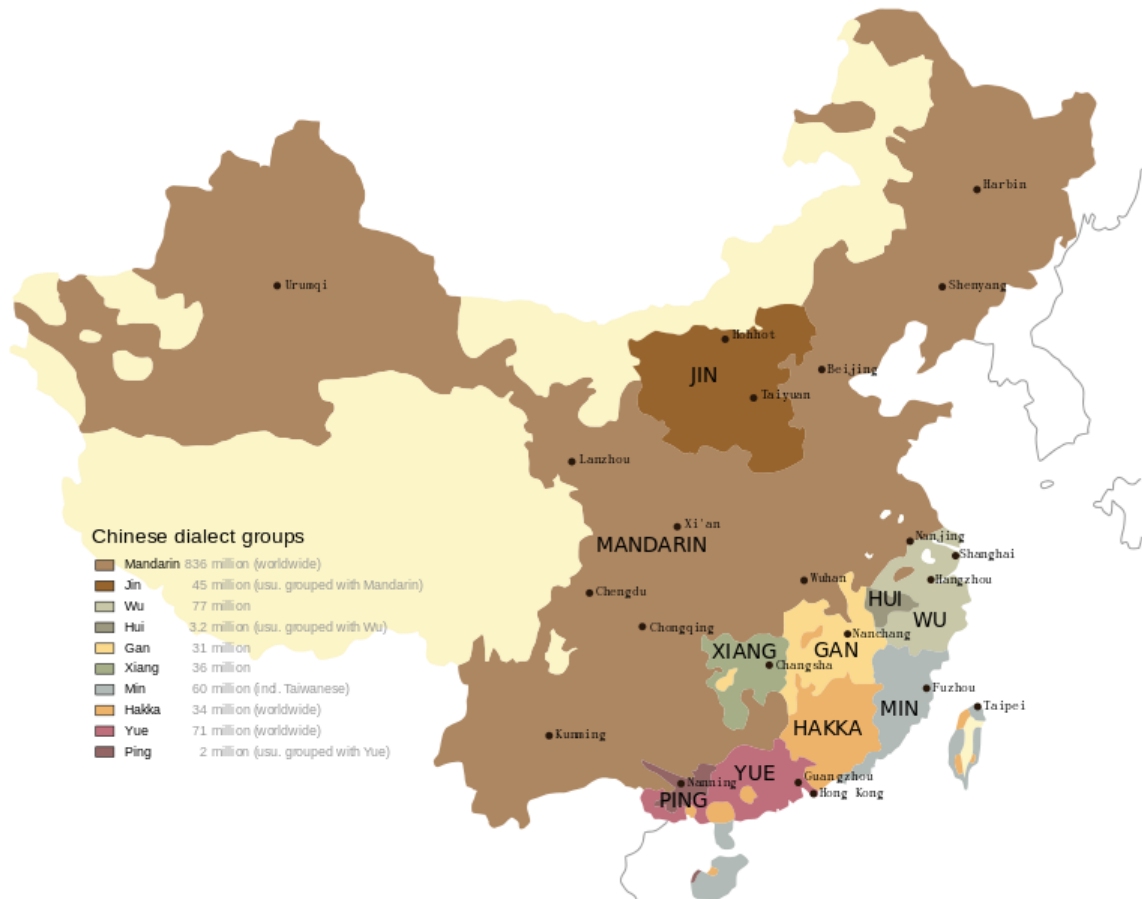 Harbin
Urumqi
Shenyang
Hohhot
Beijing
JIN
Taiyuan
Lanzhou
Xi'an
MANDARIN
Nanjing
Shanghai
Wuhan
Hangzhou
Chengdu
HUI
WU
Chongqing
Nanchang
XIANG
GAN
Changsha
Fuzhou
MIN
Taipei
HAKKA
Kunming
YUE
Guangzhou
Nanning
Hong Kong
PING
Chinese dialect groups
Mandarin 836 million (worldwide)
Jin 45 million (usu. grouped with Mandarin)
Wu 77 million
Hui 3.2 million (usu. grouped with Wu)
Gan 31 million
Xiang 36 million
Min 60 million (incl. Taiwanese)
Hakka 34 million (worldwide)
Yue 71 million (worldwide)
Ping 2 million (usu. grouped with Yue)